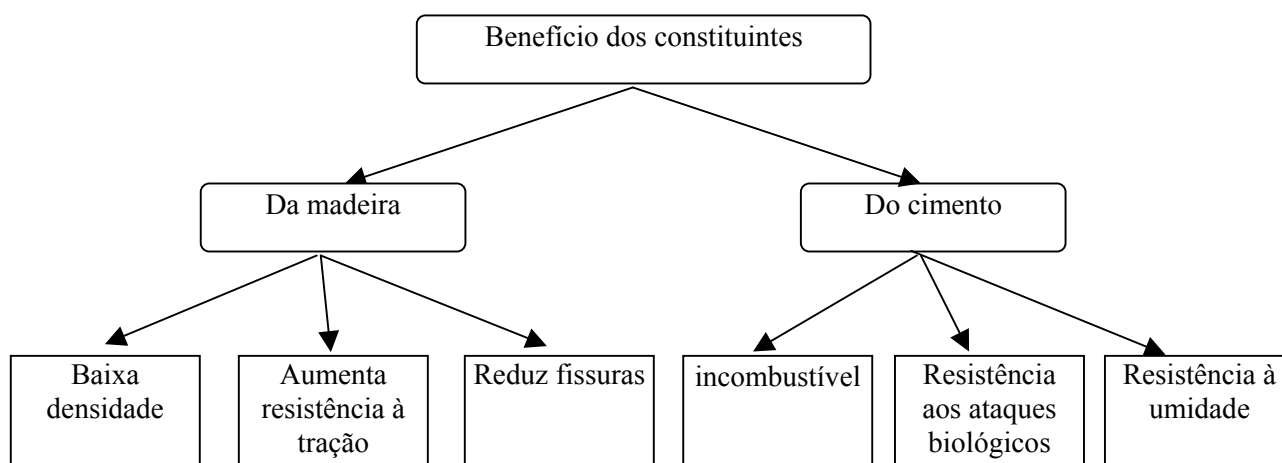 Benefício dos constituintes
Da madeira
Do cimento
Baixa
densidade
Aumenta
resistência à
tração
Reduz fissuras
incombustível
Resistência
aos ataques
biológicos
Resistência à
umidade